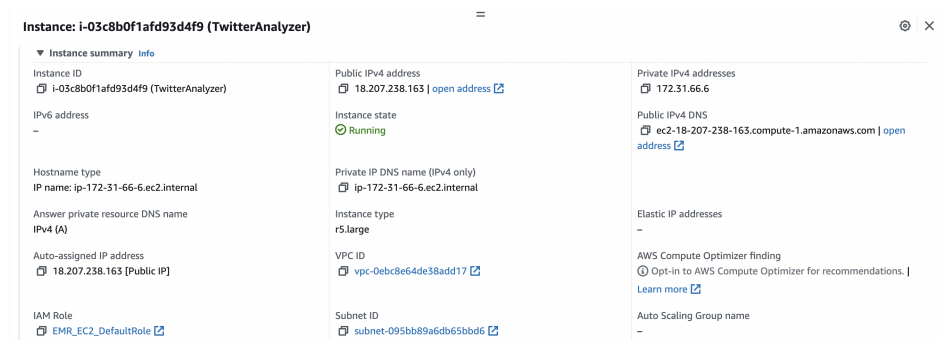 Instance: i-03c8b0f1afd93d4f9 (TwitterAnalyzer)
Instance summary Info
Instance ID
i-03c8b0f1afd93d4f9 (TwitterAnalyzer)
Public IPv4 address
18.207.238.163 | open address
Private IPv4 addresses
172.31.66.6
IPv6 address
–
Instance state
Running
Public IPv4 DNS
ec2-18-207-238-163.compute-1.amazonaws.com | open
address
Hostname type
IP name: ip-172-31-66-6.ec2.internal
Private IP DNS name (IPv4 only)
ip-172-31-66-6.ec2.internal
Answer private resource DNS name
IPv4 (A)
Instance type
r5.large
Elastic IP addresses
–
Auto-assigned IP address
18.207.238.163 [Public IP]
VPC ID
vpc-0ebc8e64de38add17
AWS Compute Optimizer finding
Opt-in to AWS Compute Optimizer for recommendations. |
Learn more
IAM Role
EMR_EC2_DefaultRole
Subnet ID
subnet-095bb89a6db65bbd6
Auto Scaling Group name
–